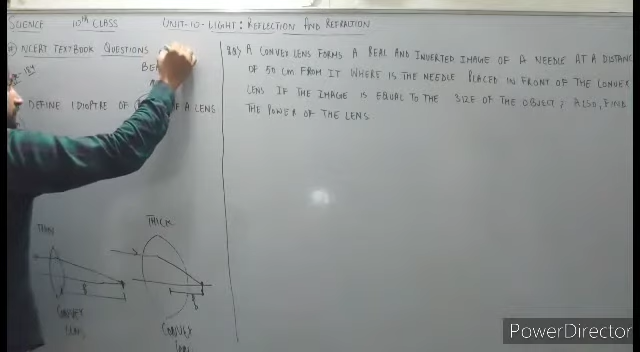 SCIENCE 10TH CLASS UNIT-10-LIGHT: REFLECTION AND REFRACTION
NCERT TEXTBOOK QUESTIONS
DEFINE 1 DIOPTRE OF A LENS
THIN
THICK
f
f
CONVEX
LENS
CONVEX
LENS
A CONVEX LENS FORMS A REAL AND INVERTED IMAGE OF A NEEDLE AT A DISTANCE
OF 50 CM FROM IT WHERE IS THE NEEDLE PLACED IN FRONT OF THE CONVEX
LENS IF THE IMAGE IS EQUAL TO THE SIZE OF THE OBJECT? ALSO, FIND
THE POWER OF THE LENS
PowerDirector